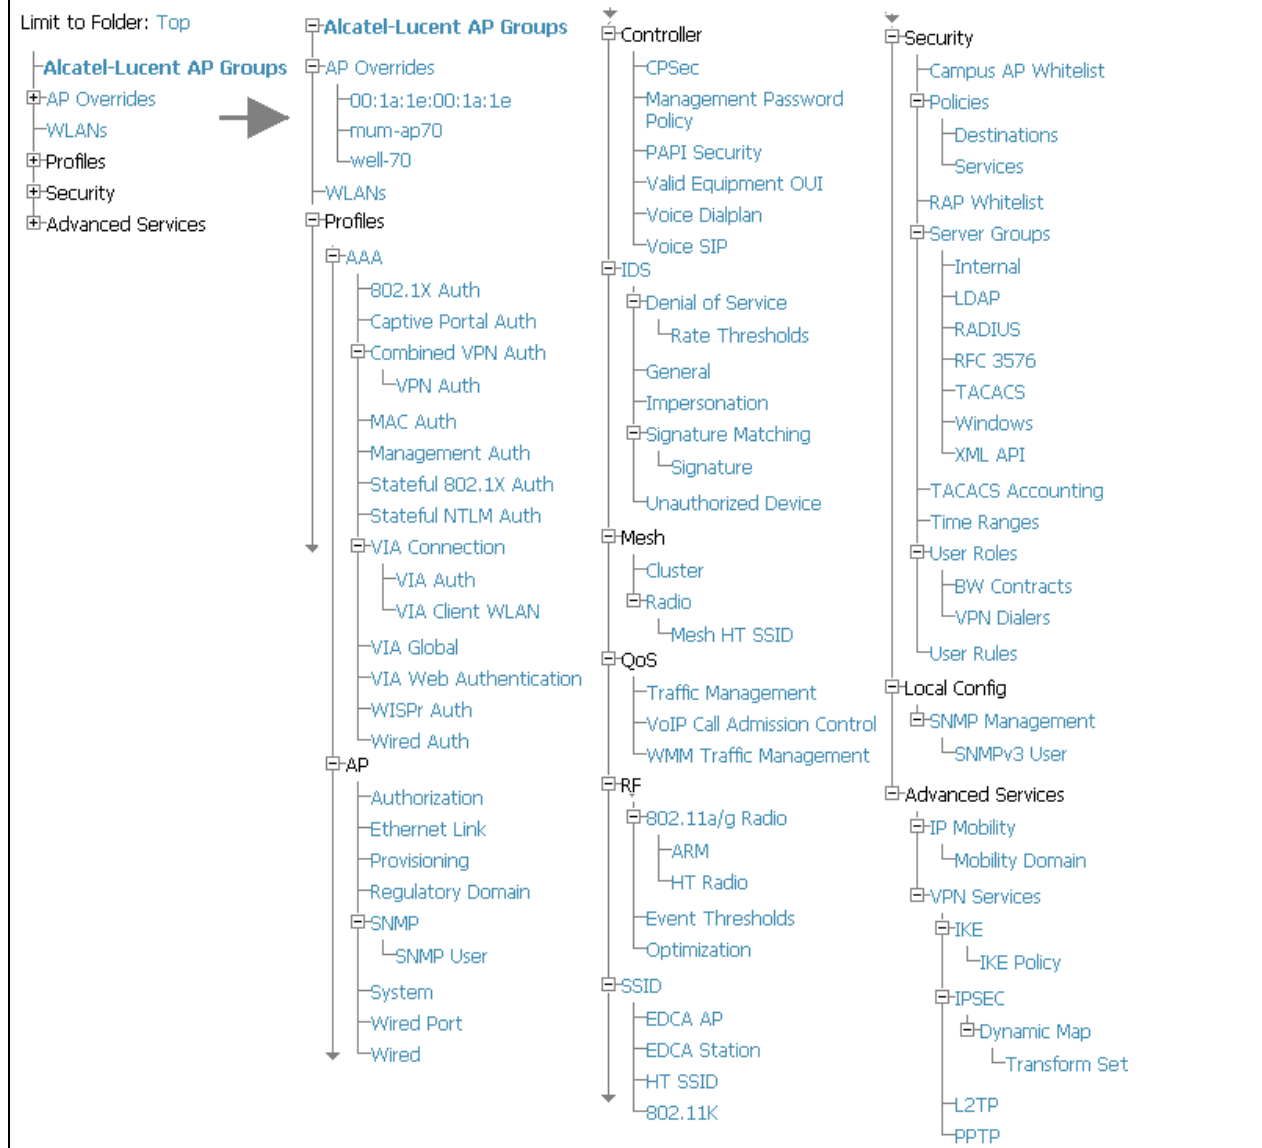 Limit to Folder: Top
Alcatel-Lucent AP Groups
AP Overrides
WLANs
Profiles
Security
Advanced Services
Alcatel-Lucent AP Groups
AP Overrides
00:1a:1e:00:1a:1e
mum-ap70
well-70
WLANs
Profiles
AAA
802.1X Auth
Captive Portal Auth
Combined VPN Auth
VPN Auth
MAC Auth
Management Auth
Stateful 802.1X Auth
Stateful NTLM Auth
VIA Connection
VIA Auth
VIA Client WLAN
VIA Global
VIA Web Authentication
WISPr Auth
Wired Auth
AP
Authorization
Ethernet Link
Provisioning
Regulatory Domain
SNMP
SNMP User
System
Wired Port
Wired
Controller
CPSec
Management Password
Policy
PAPI Security
Valid Equipment OUI
Voice Dialplan
Voice SIP
IDS
Denial of Service
Rate Thresholds
General
Impersonation
Signature Matching
Signature
Unauthorized Device
Mesh
Cluster
Radio
Mesh HT SSID
QoS
Traffic Management
VoIP Call Admission Control
WMM Traffic Management
RF
802.11a/g Radio
ARM
HT Radio
Event Thresholds
Optimization
SSID
EDCA AP
EDCA Station
HT SSID
802.11K
Security
Campus AP Whitelist
Policies
Destinations
Services
RAP Whitelist
Server Groups
Internal
LDAP
RADIUS
RFC 3576
TACACS
Windows
XML API
TACACS Accounting
Time Ranges
User Roles
BW Contracts
VPN Dialers
User Rules
Local Config
SNMP Management
SNMPv3 User
Advanced Services
IP Mobility
Mobility Domain
VPN Services
IKE
IKE Policy
IPSEC
Dynamic Map
Transform Set
L2TP
PPTP